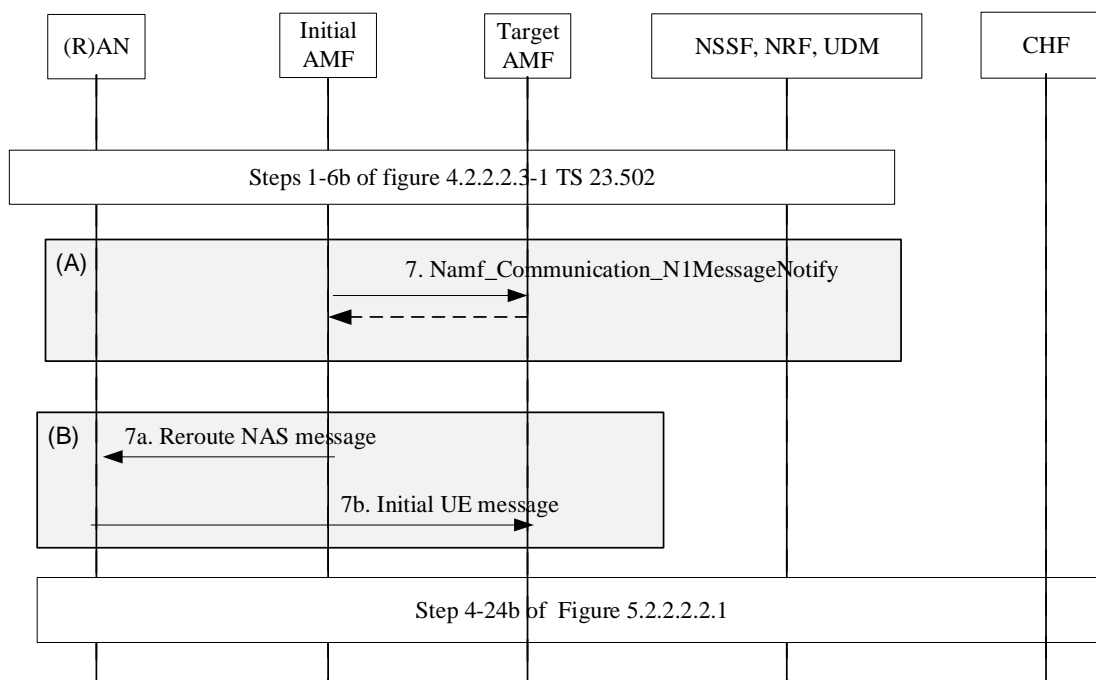 (R)AN
Initial
AMF
Target
AMF
NSSF, NRF, UDM
CHF
Steps 1-6b of figure 4.2.2.2.3-1 TS 23.502
(A)
7. Namf_Communication_N1MessageNotify
(B)
7a. Reroute NAS message
7b. Initial UE message
Step 4-24b of Figure 5.2.2.2.2.1